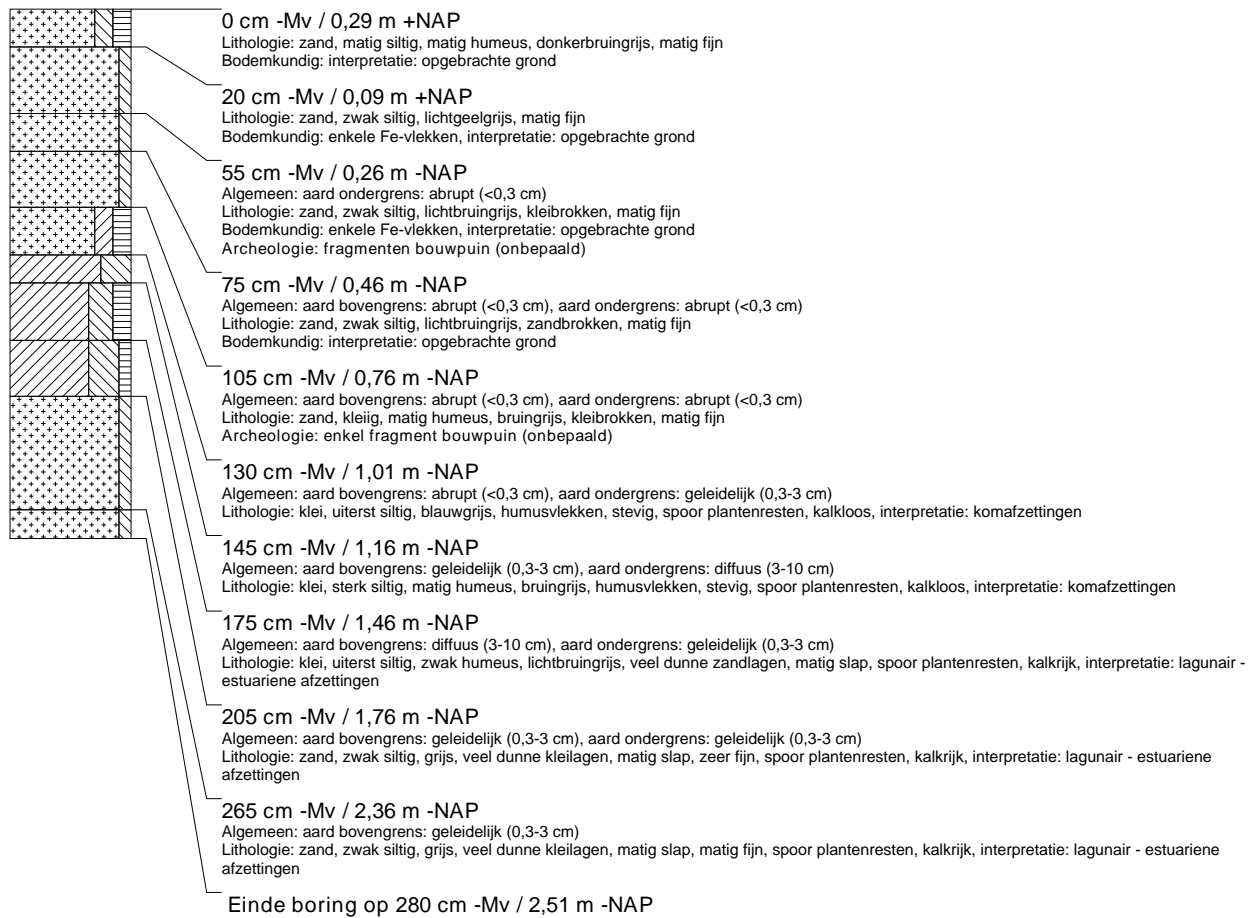 0 cm -Mv / 0,29 m +NAP
Lithologie: zand, matig siltig, matig humeus, donkerbruingrijs, matig fijn
Bodemkundig: interpretatie: opgebrachte grond
20 cm -Mv / 0,09 m +NAP
Lithologie: zand, zwak siltig, lichtgeelgrijs, matig fijn
Bodemkundig: enkele Fe-vlekken, interpretatie: opgebrachte grond
55 cm -Mv / 0,26 m -NAP
Algemeen: aard ondergrens: abrupt (<0,3 cm)
Lithologie: zand, zwak siltig, lichtbruingrijs, kleibrokken, matig fijn
Bodemkundig: enkele Fe-vlekken, interpretatie: opgebrachte grond
Archeologie: fragmenten bouwpuin (onbepaald)
75 cm -Mv / 0,46 m -NAP
Algemeen: aard bovengrens: abrupt (<0,3 cm), aard ondergrens: abrupt (<0,3 cm)
Lithologie: zand, zwak siltig, lichtbruingrijs, zandbrokken, matig fijn
Bodemkundig: interpretatie: opgebrachte grond
105 cm -Mv / 0,76 m -NAP
Algemeen: aard bovengrens: abrupt (<0,3 cm), aard ondergrens: abrupt (<0,3 cm)
Lithologie: zand, kleiig, matig humeus, bruingrijs, kleibrokken, matig fijn
Archeologie: enkel fragment bouwpuin (onbepaald)
130 cm -Mv / 1,01 m -NAP
Algemeen: aard bovengrens: abrupt (<0,3 cm), aard ondergrens: geleidelijk (0,3-3 cm)
Lithologie: klei, uiterst siltig, blauwgrijs, humusvlekken, stevig, spoor plantenresten, kalkloos, interpretatie: komafzettingen
145 cm -Mv / 1,16 m -NAP
Algemeen: aard bovengrens: geleidelijk (0,3-3 cm), aard ondergrens: diffuus (3-10 cm)
Lithologie: klei, sterk siltig, matig humeus, bruingrijs, humusvlekken, stevig, spoor plantenresten, kalkloos, interpretatie: komafzettingen
175 cm -Mv / 1,46 m -NAP
Algemeen: aard bovengrens: diffuus (3-10 cm), aard ondergrens: geleidelijk (0,3-3 cm)
Lithologie: klei, uiterst siltig, zwak humeus, lichtbruingrijs, veel dunne zandlagen, matig slap, spoor plantenresten, kalkrijk, interpretatie: lagunair -
estuariene afzettingen
205 cm -Mv / 1,76 m -NAP
Algemeen: aard bovengrens: geleidelijk (0,3-3 cm), aard ondergrens: geleidelijk (0,3-3 cm)
Lithologie: zand, zwak siltig, grijs, veel dunne kleilagen, matig slap, zeer fijn, spoor plantenresten, kalkrijk, interpretatie: lagunair - estuariene
afzettingen
265 cm -Mv / 2,36 m -NAP
Algemeen: aard bovengrens: geleidelijk (0,3-3 cm)
Lithologie: zand, zwak siltig, grijs, veel dunne kleilagen, matig slap, matig fijn, spoor plantenresten, kalkrijk, interpretatie: lagunair - estuariene
afzettingen
Einde boring op 280 cm -Mv / 2,51 m -NAP